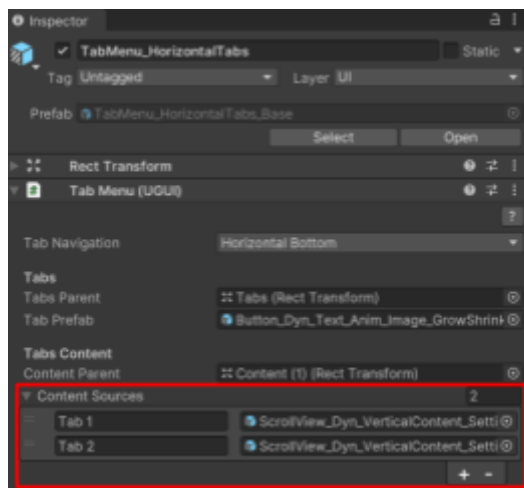 Inspector
TabMenu_HorizontalTabs Static
Tag Untagged Layer UI
Prefab TabMenu_HorizontalTabs_Base
Select Open
Rect Transform
Tab Menu (UGUI)
?
Tab Navigation Horizontal Bottom
Tabs
Tabs Parent Tabs (Rect Transform)
Tab Prefab Button_Dyn_Text_Anim_Image_GrowShrink
Tabs Content
Content Parent Content (1) (Rect Transform)
Content Sources 2
Tab 1 ScrollView_Dyn_VerticalContent_Setti
Tab 2 ScrollView_Dyn_VerticalContent_Setti
+ -